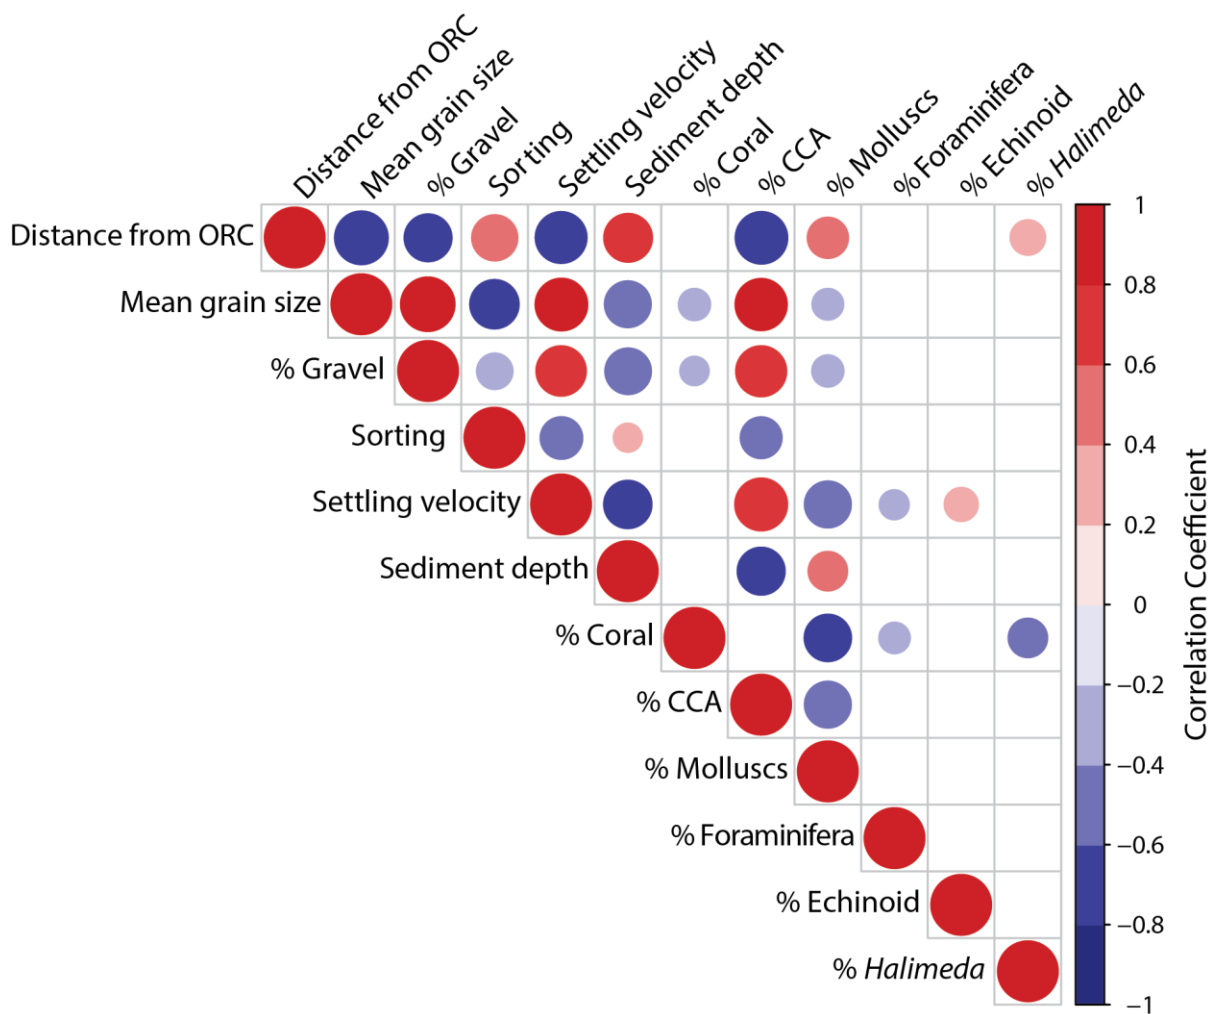 Distance from ORC
Mean grain size
% Gravel
Sorting
Settling velocity
Sediment depth
% Coral
% CCA
% Molluscs
% Foraminifera
% Echinoid
% Halimeda
Distance from ORC
Mean grain size
% Gravel
Sorting
Settling velocity
Sediment depth
% Coral
% CCA
% Molluscs
% Foraminifera
% Echinoid
% Halimeda
1
0.8
0.6
0.4
0.2
0
−0.2
−0.4
−0.6
−0.8
−1
Correlation Coefficient